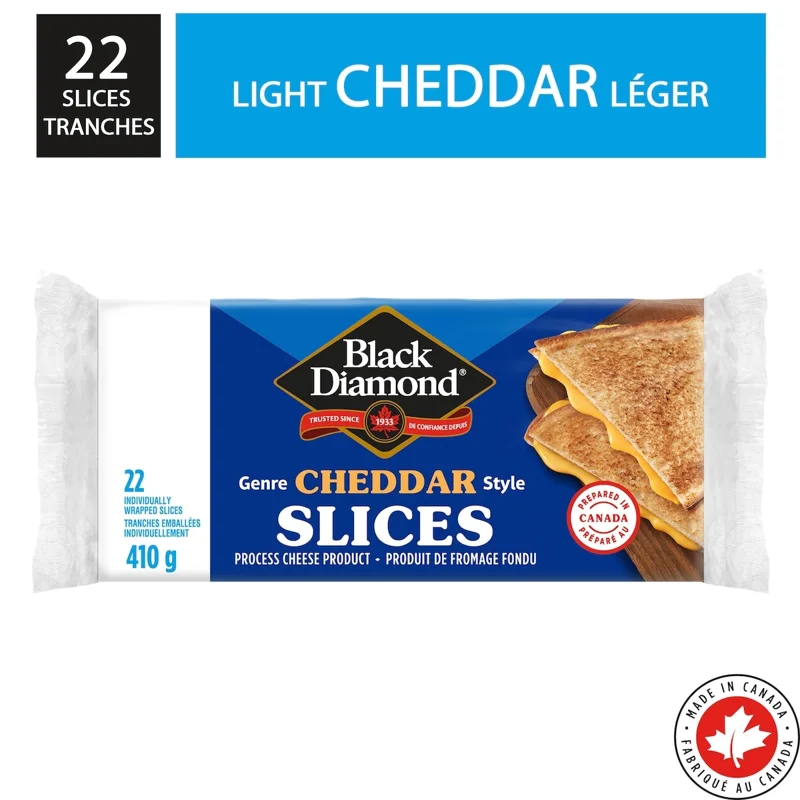 22
SLICES
TRANCHES
LIGHT CHEDDAR LÉGER
Black
Diamond®
TRUSTED SINCE 1933 DE CONFIANCE DEPUIS
Genre CHEDDAR Style
SLICES
PROCESS CHEESE PRODUCT • PRODUIT DE FROMAGE FONDU
22
INDIVIDUALLY
WRAPPED SLICES
TRANCHES EMBALLÉES
INDIVIDUELLEMENT
410 g
PREPARED IN
CANADA
PRÉPARÉ AU
MADE IN CANADA
FABRIQUÉ AU CANADA